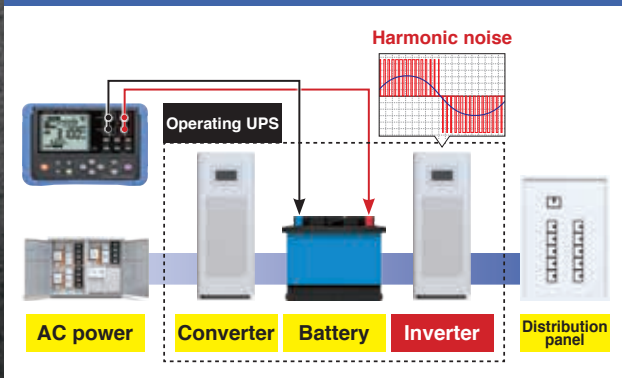 Harmonic noise
Operating UPS
AC power
Converter
Battery
Inverter
Distribution
panel